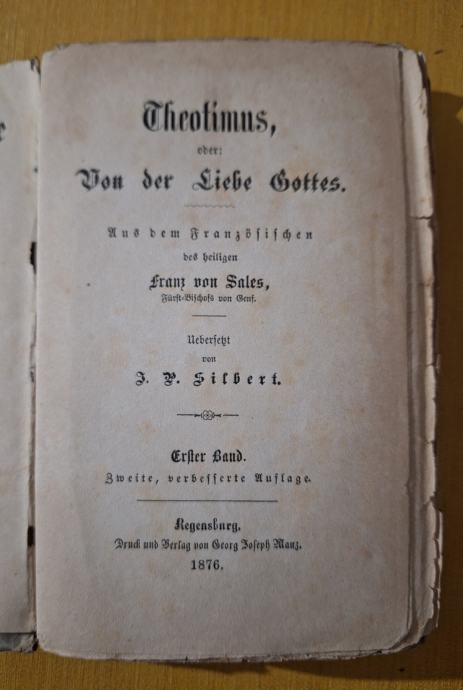 Theotimus,
oder:
Von der Liebe Gottes.
Aus dem Französischen
des heiligen
Franz von Sales,
Fürst-Bischofs von Genf.
Uebersetzt
von
J. P. Silbert.
Erster Band.
Zweite, verbesserte Auflage.
Regensburg.
Druck und Verlag von Georg Joseph Manz.
1876.